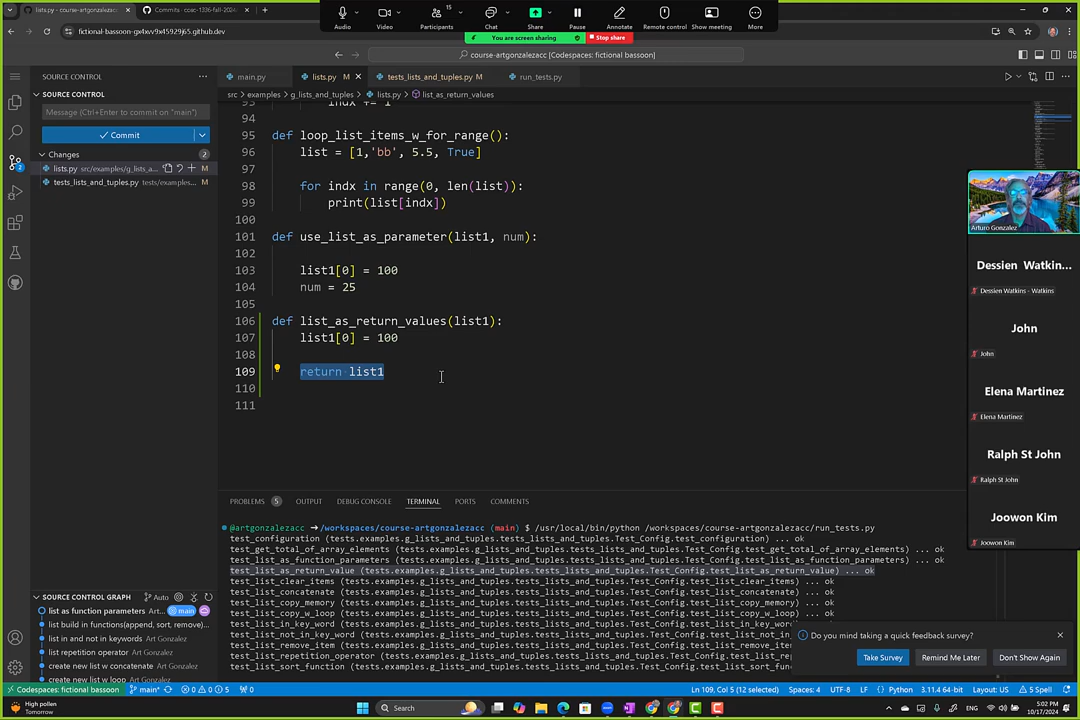 lists.py - course-artgonzalezacc
Commits · coac-1336-fall-2024/
fictional-bassoon-gx4xvv9x45929j65.github.dev
Audio
Video
15
Participants
Chat
Share
Pause
Annotate
Remote control
Show meeting
More
You are screen sharing
Stop share
course-artgonzalezacc [Codespaces: fictional bassoon]
SOURCE CONTROL
main.py
lists.py M
tests_lists_and_tuples.py M
run_tests.py
SOURCE CONTROL
src > examples > g_lists_and_tuples > lists.py > list_as_return_values
Message (Ctrl+Enter to commit on "main")
Commit
Changes
2
lists.py src/examples/g_lists_a... M
tests_lists_and_tuples.py tests/examples... M
93 indx += 1
94
95 def loop_list_items_w_for_range():
96 list = [1,'bb', 5.5, True]
97
98 for indx in range(0, len(list)):
99 print(list[indx])
100
101 def use_list_as_parameter(list1, num):
102
103 list1[0] = 100
104 num = 25
105
106 def list_as_return_values(list1):
107 list1[0] = 100
108
109 return list1
110
111
Arturo Gonzalez
Dessien Watkin...
Dessien Watkins - Watkins
John
John
Elena Martinez
Elena Martinez
Ralph St John
Ralph St John
Joowon Kim
Joowon Kim
PROBLEMS 5
OUTPUT
DEBUG CONSOLE
TERMINAL
PORTS
COMMENTS
@artgonzalezacc →/workspaces/course-artgonzalezacc (main) $ /usr/local/bin/python /workspaces/course-artgonzalezacc/run_tests.py
test_configuration (tests.examples.g_lists_and_tuples.tests_lists_and_tuples.Test_Config.test_configuration) ... ok
test_get_total_of_array_elements (tests.examples.g_lists_and_tuples.tests_lists_and_tuples.Test_Config.test_get_total_of_array_elements) ... ok
test_list_as_function_parameters (tests.examples.g_lists_and_tuples.tests_lists_and_tuples.Test_Config.test_list_as_function_parameters) ... ok
test_list_as_return_value (tests.examples.g_lists_and_tuples.tests_lists_and_tuples.Test_Config.test_list_as_return_value) ... ok
test_list_clear_items (tests.examples.g_lists_and_tuples.tests_lists_and_tuples.Test_Config.test_list_clear_items) ... ok
test_list_concatenate (tests.examples.g_lists_and_tuples.tests_lists_and_tuples.Test_Config.test_list_concatenate) ... ok
test_list_copy_memory (tests.examples.g_lists_and_tuples.tests_lists_and_tuples.Test_Config.test_list_copy_memory) ... ok
test_list_copy_w_loop (tests.examples.g_lists_and_tuples.tests_lists_and_tuples.Test_Config.test_list_copy_w_loop) ... ok
test_list_in_key_word (tests.examples.g_lists_and_tuples.tests_lists_and_tuples.Test_Config.test_list_in_key_w
test_list_not_in_key_word (tests.examples.g_lists_and_tuples.tests_lists_and_tuples.Test_Config.test_list_not_in
test_list_remove_item (tests.examples.g_lists_and_tuples.tests_lists_and_tuples.Test_Config.test_list_remove_i
test_list_repetition_operator (tests.examples.g_lists_and_tuples.tests_lists_and_tuples.Test_Config.test_list_rep
test_list_sort_function (tests.examples.g_lists_and_tuples.tests_lists_and_tuples.Test_Config.test_list_sort_func
SOURCE CONTROL GRAPH
Auto
list as function parameters Art... main
list build in functions(append, sort, remove)...
list in and not in keywords Art Gonzalez
list repetition operator Art Gonzalez
create new list w concatenate Art Gonzalez
create new list w loop Art Gonzalez
Do you mind taking a quick feedback survey?
Take Survey
Remind Me Later
Don't Show Again
Codespaces: fictional bassoon
main*
0 0 5
0
Ln 109, Col 5 (12 selected)
Spaces: 4
UTF-8
LF
Python
3.11.4 64-bit
Layout: US
5 Spell
High pollen
Tomorrow
Search
ENG
5:02 PM
10/17/2024